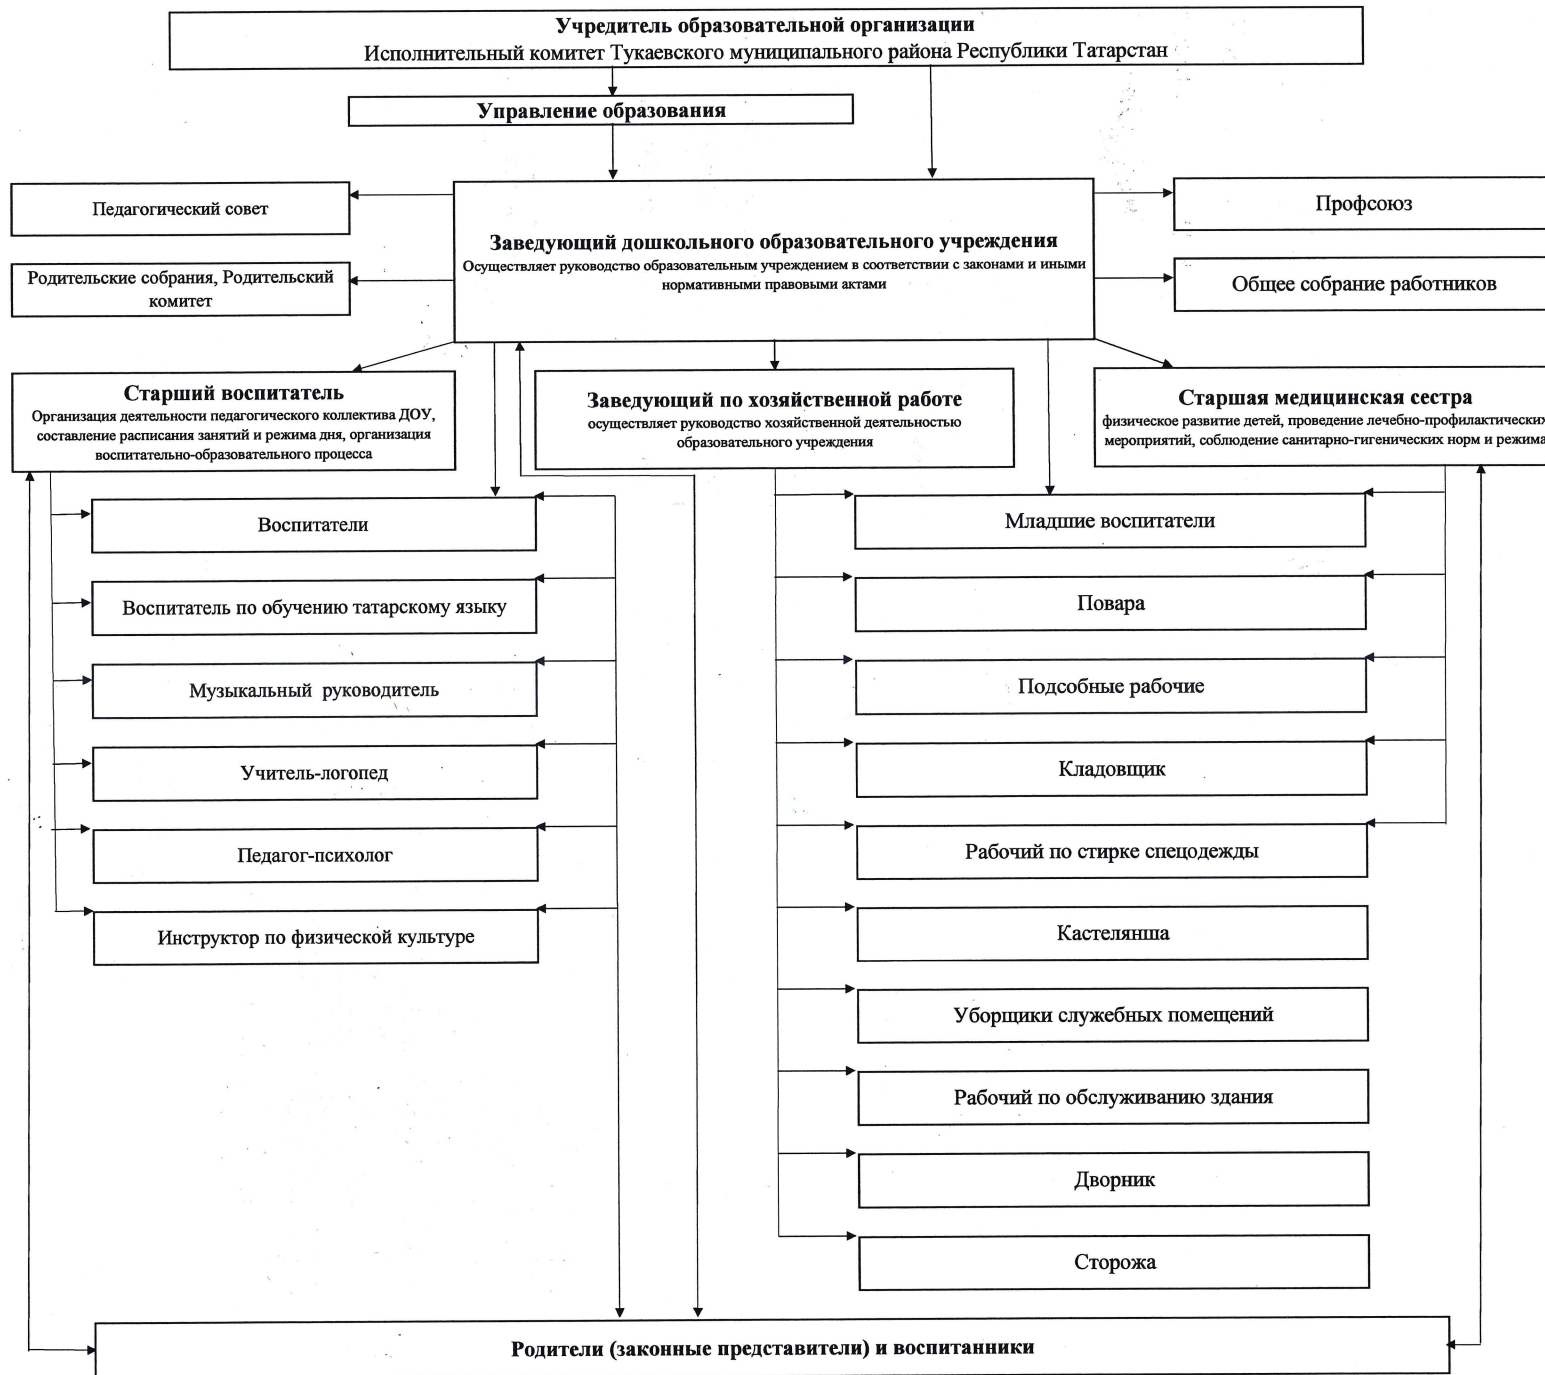 Учредитель образовательной организации
Исполнительный комитет Тукаевского муниципального района Республики Татарстан
Управление образования
Педагогический совет
Профсоюз
Заведующий дошкольного образовательного учреждения
Осуществляет руководство образовательным учреждением в соответствии с законами и иными
нормативными правовыми актами
Родительские собрания, Родительский
комитет
Общее собрание работников
Старший воспитатель
Организация деятельности педагогического коллектива ДОУ,
составление расписания занятий и режима дня, организация
воспитательно-образовательного процесса
Заведующий по хозяйственной работе
осуществляет руководство хозяйственной деятельностью
образовательного учреждения
Старшая медицинская сестра
физическое развитие детей, проведение лечебно-профилактических
мероприятий, соблюдение санитарно-гигенических норм и режима
Воспитатели
Воспитатель по обучению татарскому языку
Музыкальный руководитель
Учитель-логопед
Педагог-психолог
Инструктор по физической культуре
Младшие воспитатели
Повара
Подсобные рабочие
Кладовщик
Рабочий по стирке спецодежды
Кастелянша
Уборщики служебных помещений
Рабочий по обслуживанию здания
Дворник
Сторожа
Родители (законные представители) и воспитанники